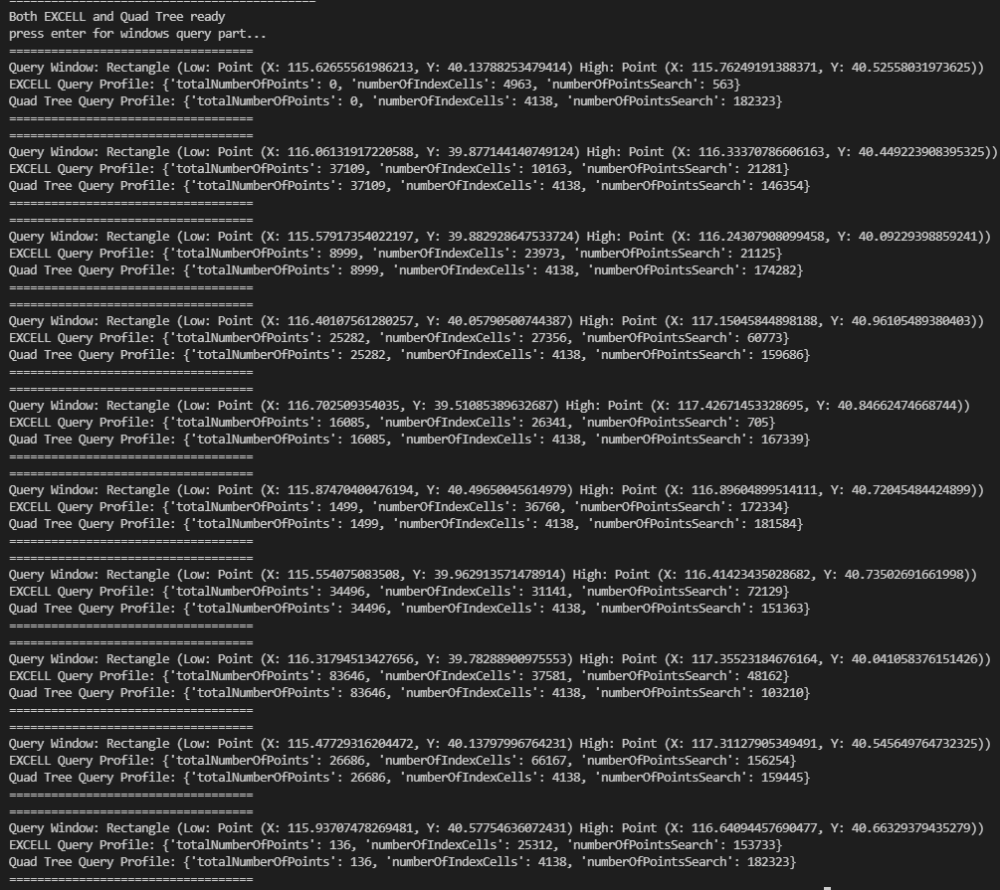 ============================================
Both EXCELL and Quad Tree ready
press enter for windows query part...
===================================
Query Window: Rectangle (Low: Point (X: 115.62655561986213, Y: 40.13788253479414) High: Point (X: 115.76249191388371, Y: 40.52558031973625))
EXCELL Query Profile: {'totalNumberOfPoints': 0, 'numberOfIndexCells': 4963, 'numberOfPointsSearch': 563}
Quad Tree Query Profile: {'totalNumberOfPoints': 0, 'numberOfIndexCells': 4138, 'numberOfPointsSearch': 182323}
===================================
===================================
Query Window: Rectangle (Low: Point (X: 116.06131917220588, Y: 39.877144140749124) High: Point (X: 116.33370786606163, Y: 40.449223908395325))
EXCELL Query Profile: {'totalNumberOfPoints': 37109, 'numberOfIndexCells': 10163, 'numberOfPointsSearch': 21281}
Quad Tree Query Profile: {'totalNumberOfPoints': 37109, 'numberOfIndexCells': 4138, 'numberOfPointsSearch': 146354}
===================================
===================================
Query Window: Rectangle (Low: Point (X: 115.57917354022197, Y: 39.882928647533724) High: Point (X: 116.24307908099458, Y: 40.09229398859241))
EXCELL Query Profile: {'totalNumberOfPoints': 8999, 'numberOfIndexCells': 23973, 'numberOfPointsSearch': 21125}
Quad Tree Query Profile: {'totalNumberOfPoints': 8999, 'numberOfIndexCells': 4138, 'numberOfPointsSearch': 174282}
===================================
===================================
Query Window: Rectangle (Low: Point (X: 116.40107561280257, Y: 40.05790500744387) High: Point (X: 117.15045844898188, Y: 40.96105489380403))
EXCELL Query Profile: {'totalNumberOfPoints': 25282, 'numberOfIndexCells': 27356, 'numberOfPointsSearch': 60773}
Quad Tree Query Profile: {'totalNumberOfPoints': 25282, 'numberOfIndexCells': 4138, 'numberOfPointsSearch': 159686}
===================================
===================================
Query Window: Rectangle (Low: Point (X: 116.702509354035, Y: 39.51085389632687) High: Point (X: 117.42671453328695, Y: 40.84662474668744))
EXCELL Query Profile: {'totalNumberOfPoints': 16085, 'numberOfIndexCells': 26341, 'numberOfPointsSearch': 705}
Quad Tree Query Profile: {'totalNumberOfPoints': 16085, 'numberOfIndexCells': 4138, 'numberOfPointsSearch': 167339}
===================================
===================================
Query Window: Rectangle (Low: Point (X: 115.87470400476194, Y: 40.49650045614979) High: Point (X: 116.89604899514111, Y: 40.72045484424899))
EXCELL Query Profile: {'totalNumberOfPoints': 1499, 'numberOfIndexCells': 36760, 'numberOfPointsSearch': 172334}
Quad Tree Query Profile: {'totalNumberOfPoints': 1499, 'numberOfIndexCells': 4138, 'numberOfPointsSearch': 181584}
===================================
===================================
Query Window: Rectangle (Low: Point (X: 115.554075083508, Y: 39.962913571478914) High: Point (X: 116.41423435028682, Y: 40.73502691661998))
EXCELL Query Profile: {'totalNumberOfPoints': 34496, 'numberOfIndexCells': 31141, 'numberOfPointsSearch': 72129}
Quad Tree Query Profile: {'totalNumberOfPoints': 34496, 'numberOfIndexCells': 4138, 'numberOfPointsSearch': 151363}
===================================
===================================
Query Window: Rectangle (Low: Point (X: 116.31794513427656, Y: 39.78288900975553) High: Point (X: 117.35523184676164, Y: 40.041058376151426))
EXCELL Query Profile: {'totalNumberOfPoints': 83646, 'numberOfIndexCells': 37581, 'numberOfPointsSearch': 48162}
Quad Tree Query Profile: {'totalNumberOfPoints': 83646, 'numberOfIndexCells': 4138, 'numberOfPointsSearch': 103210}
===================================
===================================
Query Window: Rectangle (Low: Point (X: 115.47729316204472, Y: 40.13797996764231) High: Point (X: 117.31127905349491, Y: 40.545649764732325))
EXCELL Query Profile: {'totalNumberOfPoints': 26686, 'numberOfIndexCells': 66167, 'numberOfPointsSearch': 156254}
Quad Tree Query Profile: {'totalNumberOfPoints': 26686, 'numberOfIndexCells': 4138, 'numberOfPointsSearch': 159445}
===================================
===================================
Query Window: Rectangle (Low: Point (X: 115.93707478269481, Y: 40.57754636072431) High: Point (X: 116.64094457690477, Y: 40.66329379435279))
EXCELL Query Profile: {'totalNumberOfPoints': 136, 'numberOfIndexCells': 25312, 'numberOfPointsSearch': 153733}
Quad Tree Query Profile: {'totalNumberOfPoints': 136, 'numberOfIndexCells': 4138, 'numberOfPointsSearch': 182323}
===================================